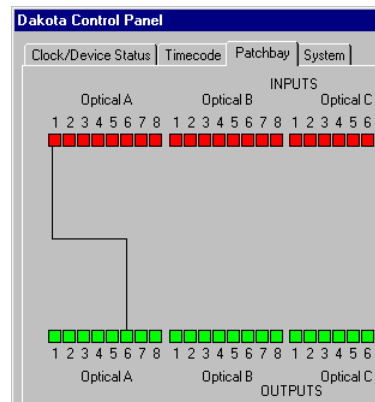 Dakota Control Panel
Clock/Device Status Timecode Patchbay System
INPUTS
Optical A Optical B Optical C
1 2 3 4 5 6 7 8 1 2 3 4 5 6 7 8 1 2 3 4 5 6
1 2 3 4 5 6 7 8 1 2 3 4 5 6 7 8 1 2 3 4 5 6
Optical A Optical B Optical C
OUTPUTS